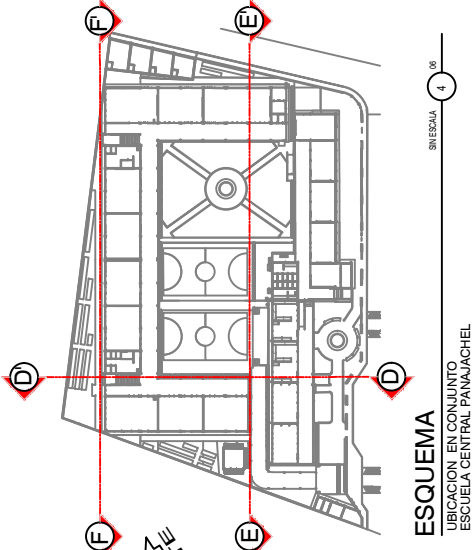 F'
E'
D'
D
F
E
ESQUEMA
UBICACION EN CONJUNTO
ESCUELA CENTRAL PANAJACHEL
SIN ESCALA
4
06